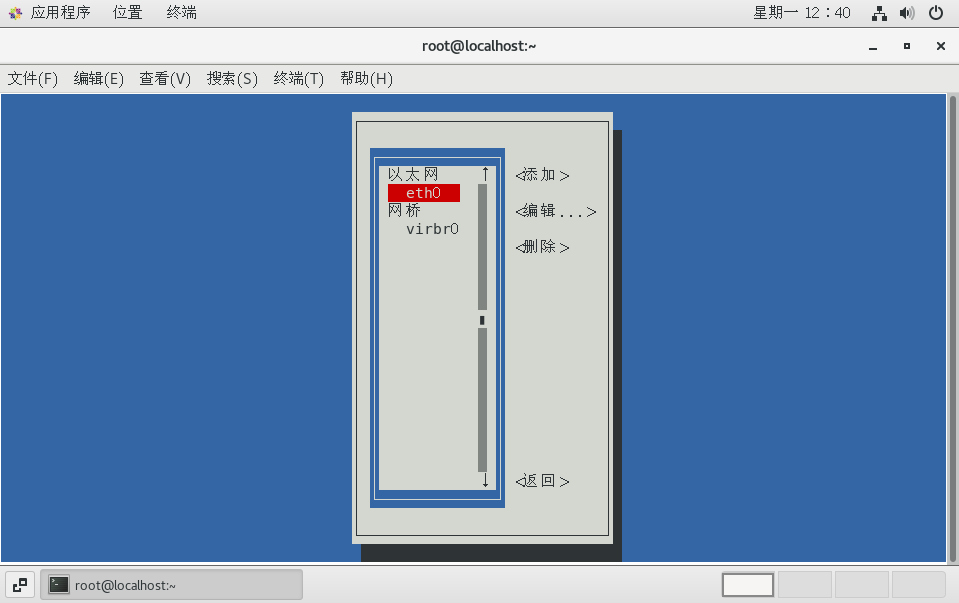 应用程序 位置 终端 星期一 12：40
root@localhost:~
文件(F) 编辑(E) 查看(V) 搜索(S) 终端(T) 帮助(H)
以太网 ↑ <添加>
eth0
网桥 <编辑...>
virbr0
<删除>
↓ <返回>
root@localhost:~